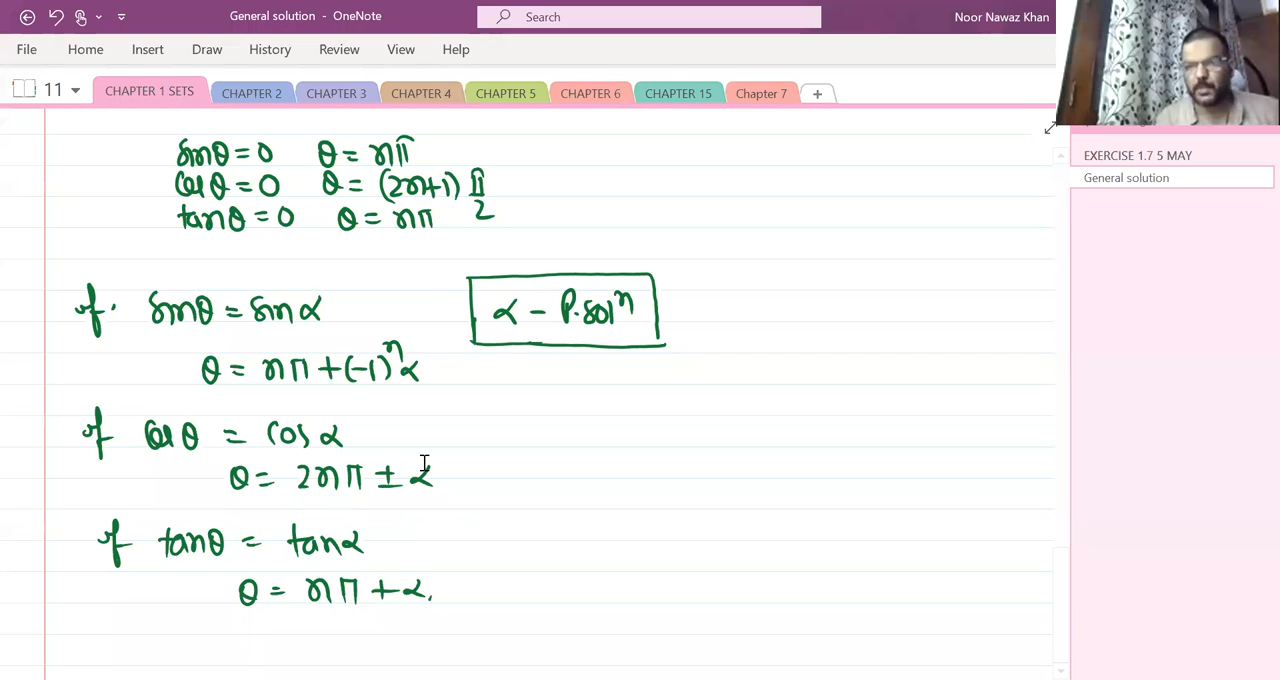 General solution - OneNote
Search
Noor Nawaz Khan
File Home Insert Draw History Review View Help
11 CHAPTER 1 SETS CHAPTER 2 CHAPTER 3 CHAPTER 4 CHAPTER 5 CHAPTER 6 CHAPTER 15 Chapter 7 +
EXERCISE 1.7 5 MAY
General solution
sinθ = 0 θ = nπ
cosθ = 0 θ = (2n+1) π/2
tanθ = 0 θ = nπ
if. sinθ = sinα α - P.solⁿ
θ = nπ + (-1)ⁿα
if cosθ = cosα
θ = 2nπ ± α
if tanθ = tanα
θ = nπ + α.